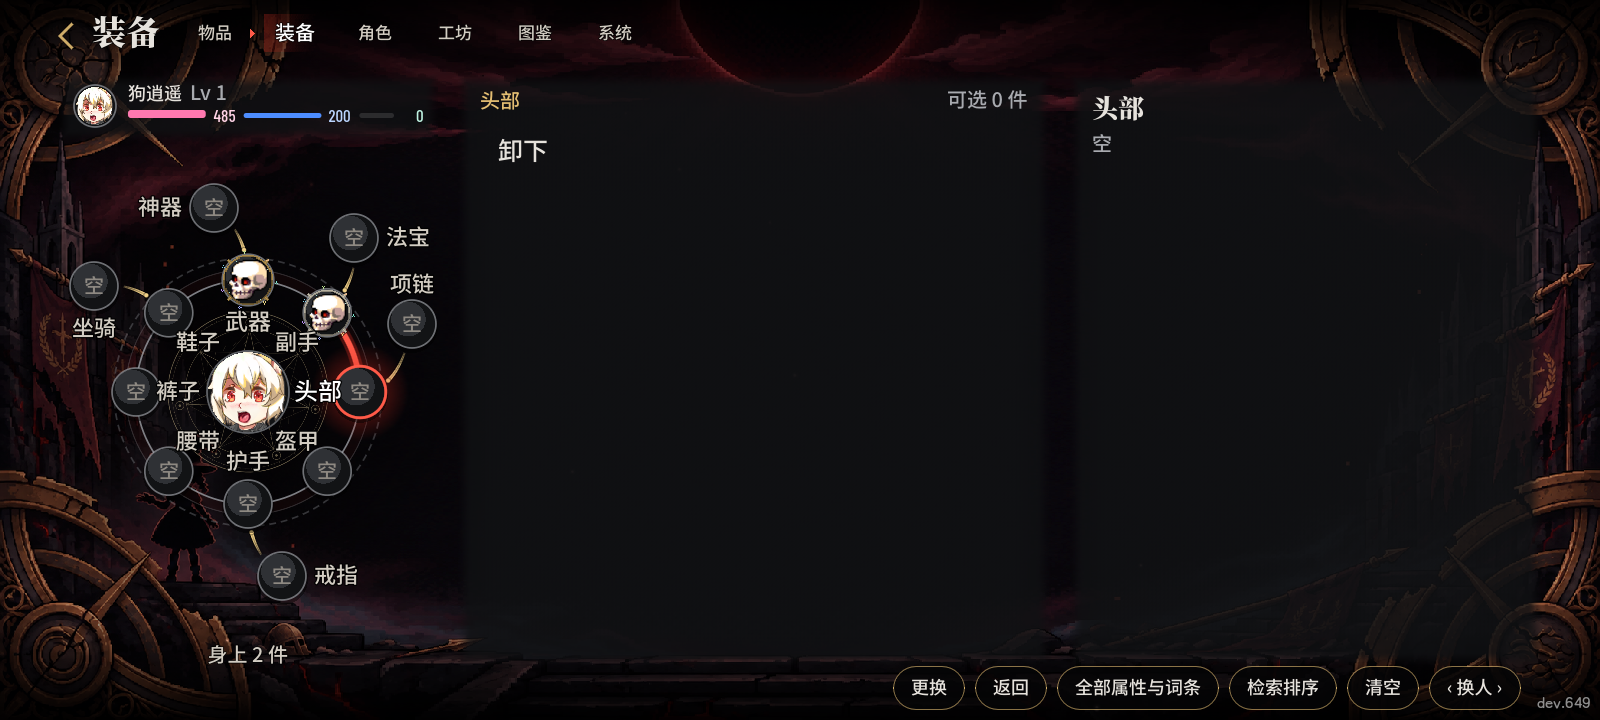 装备
物品
装备
角色
工坊
图鉴
系统
狗逍遥 Lv 1
485
200
0
头部
可选 0 件
卸下
头部
空
神器
空
空
法宝
项链
空
空
坐骑
空
武器
鞋子
副手
空
裤子
头部
空
腰带
盔甲
护手
空
空
空
空
戒指
身上 2 件
更换
返回
全部属性与词条
检索排序
清空
‹ 换人 ›
dev.649